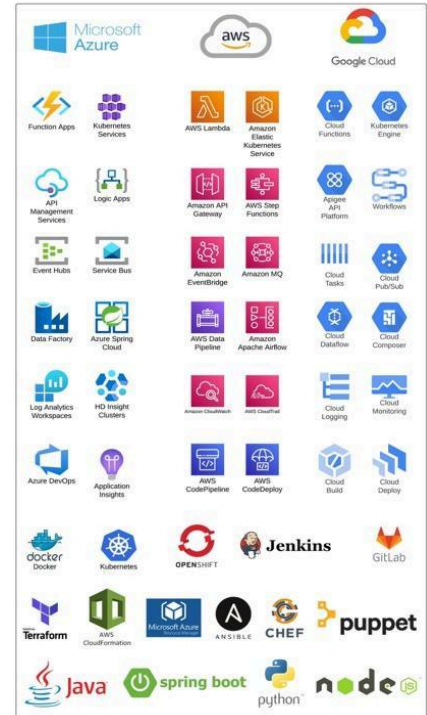 Microsoft
Azure
aws
Google Cloud
Function Apps
Kubernetes
Services
AWS Lambda
Amazon
Elastic
Kubernetes
Service
Cloud
Functions
Kubernetes
Engine
API
Management
Services
Logic Apps
Amazon API
Gateway
AWS Step
Functions
Apigee
API
Platform
Workflows
Event Hubs
Service Bus
Amazon
EventBridge
Amazon MQ
Cloud
Tasks
Cloud
Pub/Sub
Data Factory
Azure Spring
Cloud
AWS Data
Pipeline
Amazon
Apache Airflow
Cloud
Dataflow
Cloud
Composer
Log Analytics
Workspaces
HD Insight
Clusters
Amazon CloudWatch
AWS CloudTrail
Cloud
Logging
Cloud
Monitoring
Azure DevOps
Application
Insights
AWS
CodePipeline
AWS
CodeDeploy
Cloud
Build
Cloud
Deploy
docker
Docker
Kubernetes
OPENSHIFT
Jenkins
GitLab
Terraform
AWS
CloudFormation
Microsoft Azure
Resource Manager
ANSIBLE
CHEF
puppet
Java
spring boot
python
node
JS